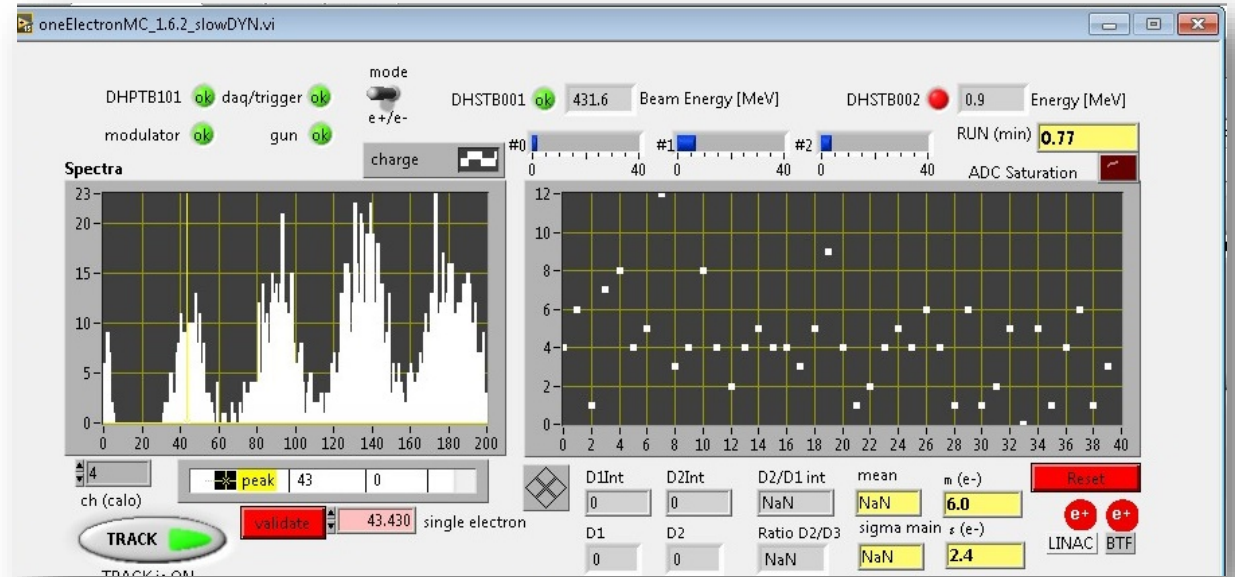 oneElectronMC_1.6.2_slowDYN.vi
mode
DHPTB101 ok daq/trigger ok
e+/e-
DHSTB001 ok 431.6 Beam Energy [MeV]
DHSTB002 0.9 Energy [MeV]
modulator ok gun ok
RUN (min) 0.77
charge
#0 #1 #2
0 40 0 40 0 40
ADC Saturation
Spectra
23
20
15
10
5
0
0 20 40 60 80 100 120 140 160 180 200
12
10
8
6
4
2
0
0 2 4 6 8 10 12 14 16 18 20 22 24 26 28 30 32 34 36 38 40
4
ch (calo)
peak 43 0
validate 43.430 single electron
TRACK
TRACK is ON
D1Int D2Int D2/D1 int mean m (e-)
0 0 NaN NaN 6.0
D1 D2 Ratio D2/D3 sigma main s (e-)
0 0 NaN NaN 2.4
Reset
e+ e+
LINAC BTF